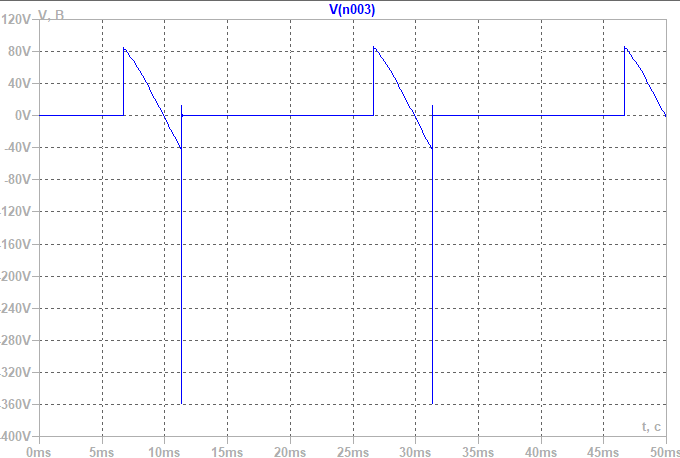 V(n003)
120V
V, В
80V
40V
0V
-40V
-80V
-120V
-160V
-200V
-240V
-280V
-320V
-360V
-400V
t, c
0ms 5ms 10ms 15ms 20ms 25ms 30ms 35ms 40ms 45ms 50ms